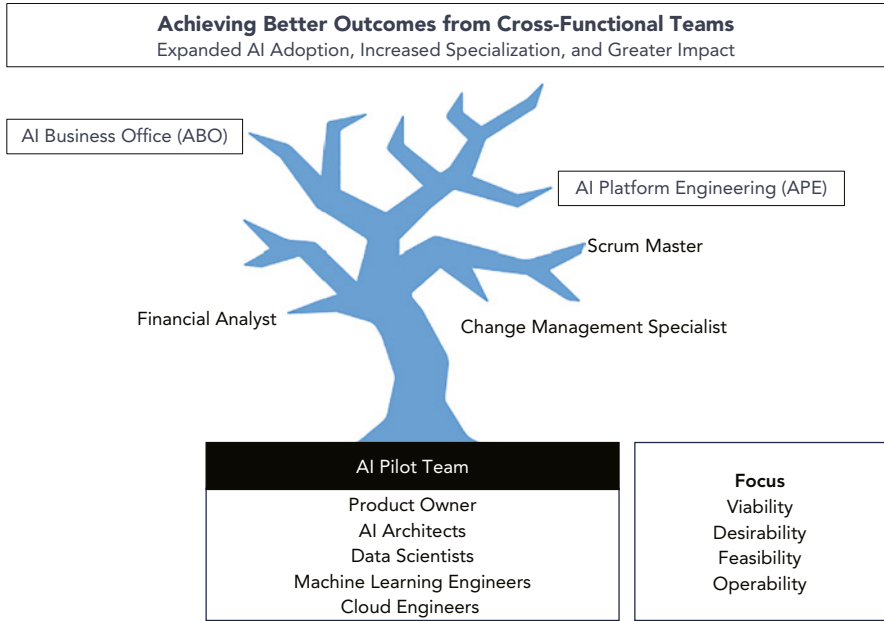 Achieving Better Outcomes from Cross-Functional Teams
Expanded AI Adoption, Increased Specialization, and Greater Impact
AI Business Office (ABO)
AI Platform Engineering (APE)
Scrum Master
Financial Analyst
Change Management Specialist
AI Pilot Team
Product Owner
AI Architects
Data Scientists
Machine Learning Engineers
Cloud Engineers
Focus
Viability
Desirability
Feasibility
Operability